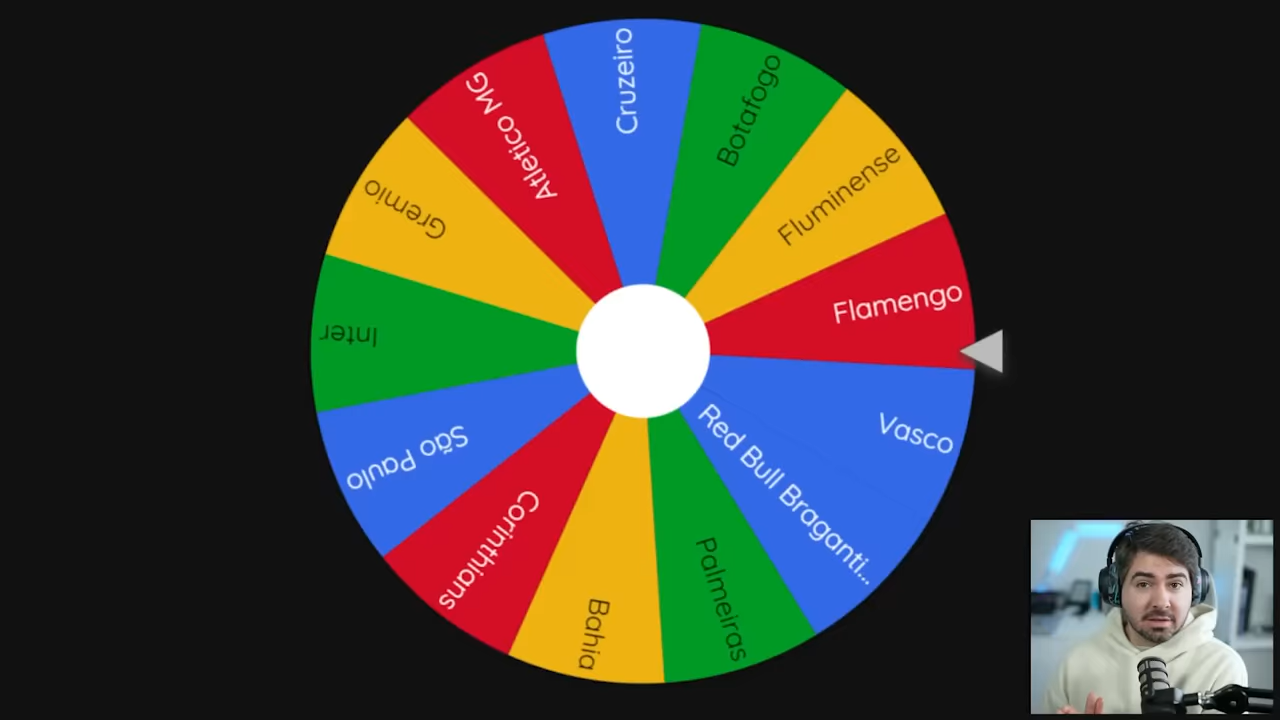 Cruzeiro
Botafogo
Fluminense
Flamengo
Vasco
Red Bull Braganti...
Palmeiras
Bahia
Corinthians
São Paulo
Inter
Gremio
Atletico MG